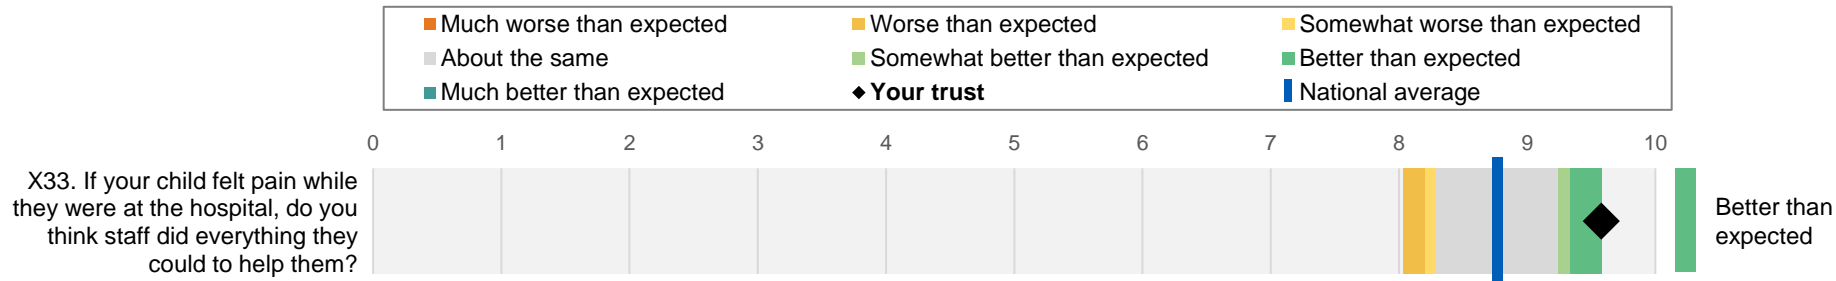 Much worse than expected
Worse than expected
Somewhat worse than expected
About the same
Somewhat better than expected
Better than expected
Much better than expected
Your trust
National average
0 1 2 3 4 5 6 7 8 9 10
X33. If your child felt pain while
they were at the hospital, do you
think staff did everything they
could to help them?
Better than
expected